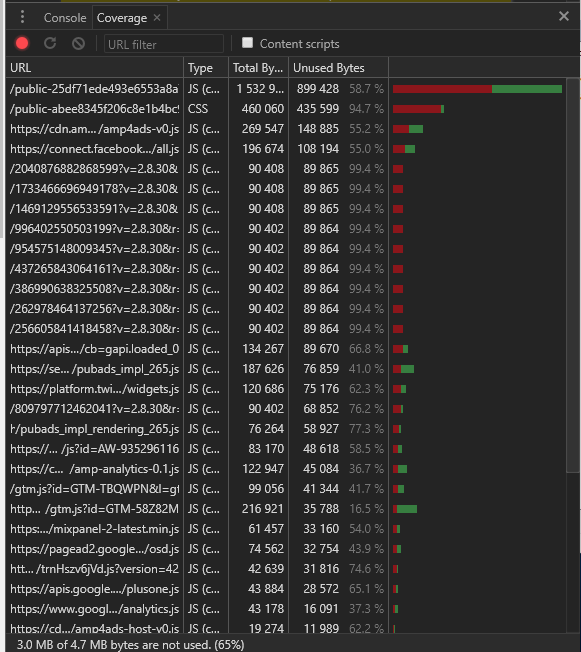 Console Coverage ×
URL filter Content scripts
URL Type Total By... Unused Bytes
/public-25df71ede493e6553a8a JS (c... 1 532 9... 899 428 58.7 %
/public-abee8345f206c8e1b4bc CSS 460 060 435 599 94.7 %
https://cdn.am... /amp4ads-v0.js JS (c... 269 547 148 885 55.2 %
https://connect.facebook... /all.js JS (c... 196 674 108 194 55.0 %
/2040876882868599?v=2.8.30& JS (c... 90 408 89 865 99.4 %
/1733466696949178?v=2.8.30& JS (c... 90 408 89 865 99.4 %
/1469129556533591?v=2.8.30& JS (c... 90 408 89 865 99.4 %
/996402550503199?v=2.8.30&r= JS (c... 90 402 89 864 99.4 %
/954575148009345?v=2.8.30&r= JS (c... 90 402 89 864 99.4 %
/437265843064161?v=2.8.30&r= JS (c... 90 402 89 864 99.4 %
/386990638325508?v=2.8.30&r= JS (c... 90 402 89 864 99.4 %
/262978464137256?v=2.8.30&r= JS (c... 90 402 89 864 99.4 %
/256605841418458?v=2.8.30&r= JS (c... 90 402 89 864 99.4 %
https://apis... /cb=gapi.loaded_0 JS (c... 134 267 89 670 66.8 %
https://se... /pubads_impl_265.js JS (c... 187 626 76 859 41.0 %
https://platform.twi... /widgets.js JS (c... 120 686 75 176 62.3 %
/809797712462041?v=2.8.30&r= JS (c... 90 402 68 852 76.2 %
r/pubads_impl_rendering_265.js JS (c... 76 264 58 927 77.3 %
https://... /js?id=AW-935296116 JS (c... 83 170 48 618 58.5 %
https://c... /amp-analytics-0.1.js JS (c... 122 947 45 084 36.7 %
/gtm.js?id=GTM-TBQWPN&l=gt JS (c... 99 056 41 344 41.7 %
http... /gtm.js?id=GTM-58Z82M JS (c... 216 921 35 788 16.5 %
https:... /mixpanel-2-latest.min.js JS (c... 61 457 33 160 54.0 %
https://pagead2.google... /osd.js JS (c... 74 562 32 754 43.9 %
htt... /trnHszv6jVd.js?version=42 JS (c... 42 639 31 816 74.6 %
https://apis.google.... /plusone.js JS (c... 43 884 28 572 65.1 %
https://www.googl... /analytics.js JS (c... 43 178 16 091 37.3 %
https://cd... /amp4ads-host-v0.js JS (c... 19 274 11 989 62.2 %
3.0 MB of 4.7 MB bytes are not used. (65%)